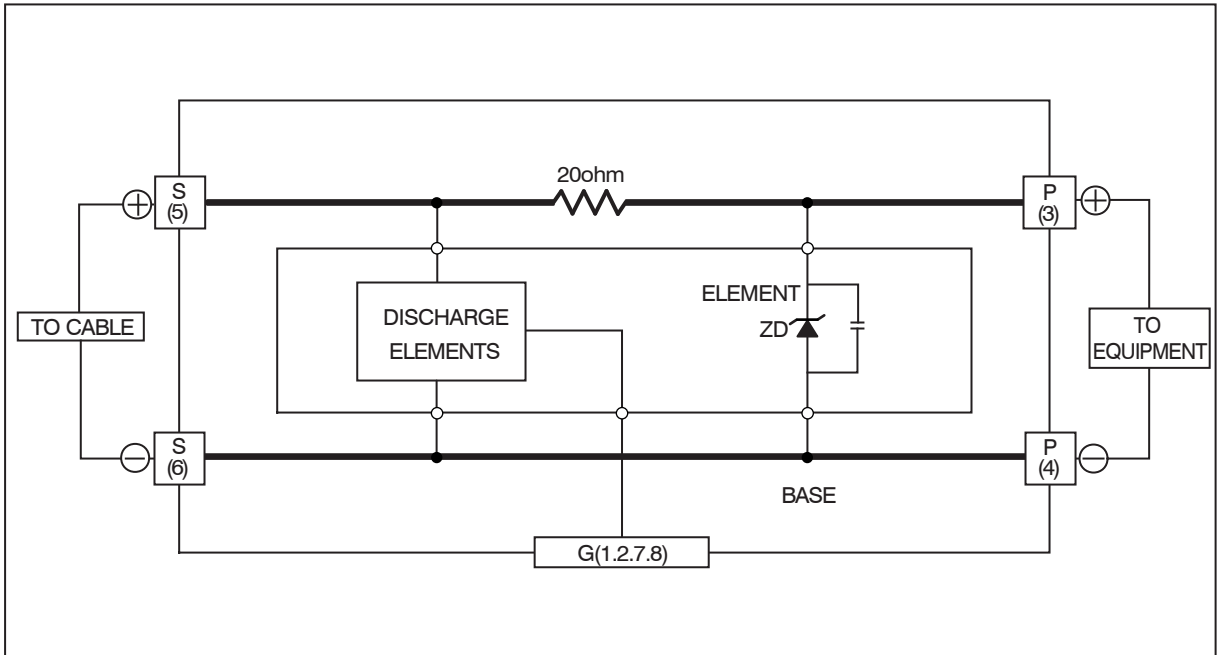 20ohm
S
(5)
P
(3)
ELEMENT
ZD
DISCHARGE
ELEMENTS
TO CABLE
TO
EQUIPMENT
S
(6)
P
(4)
BASE
G(1.2.7.8)